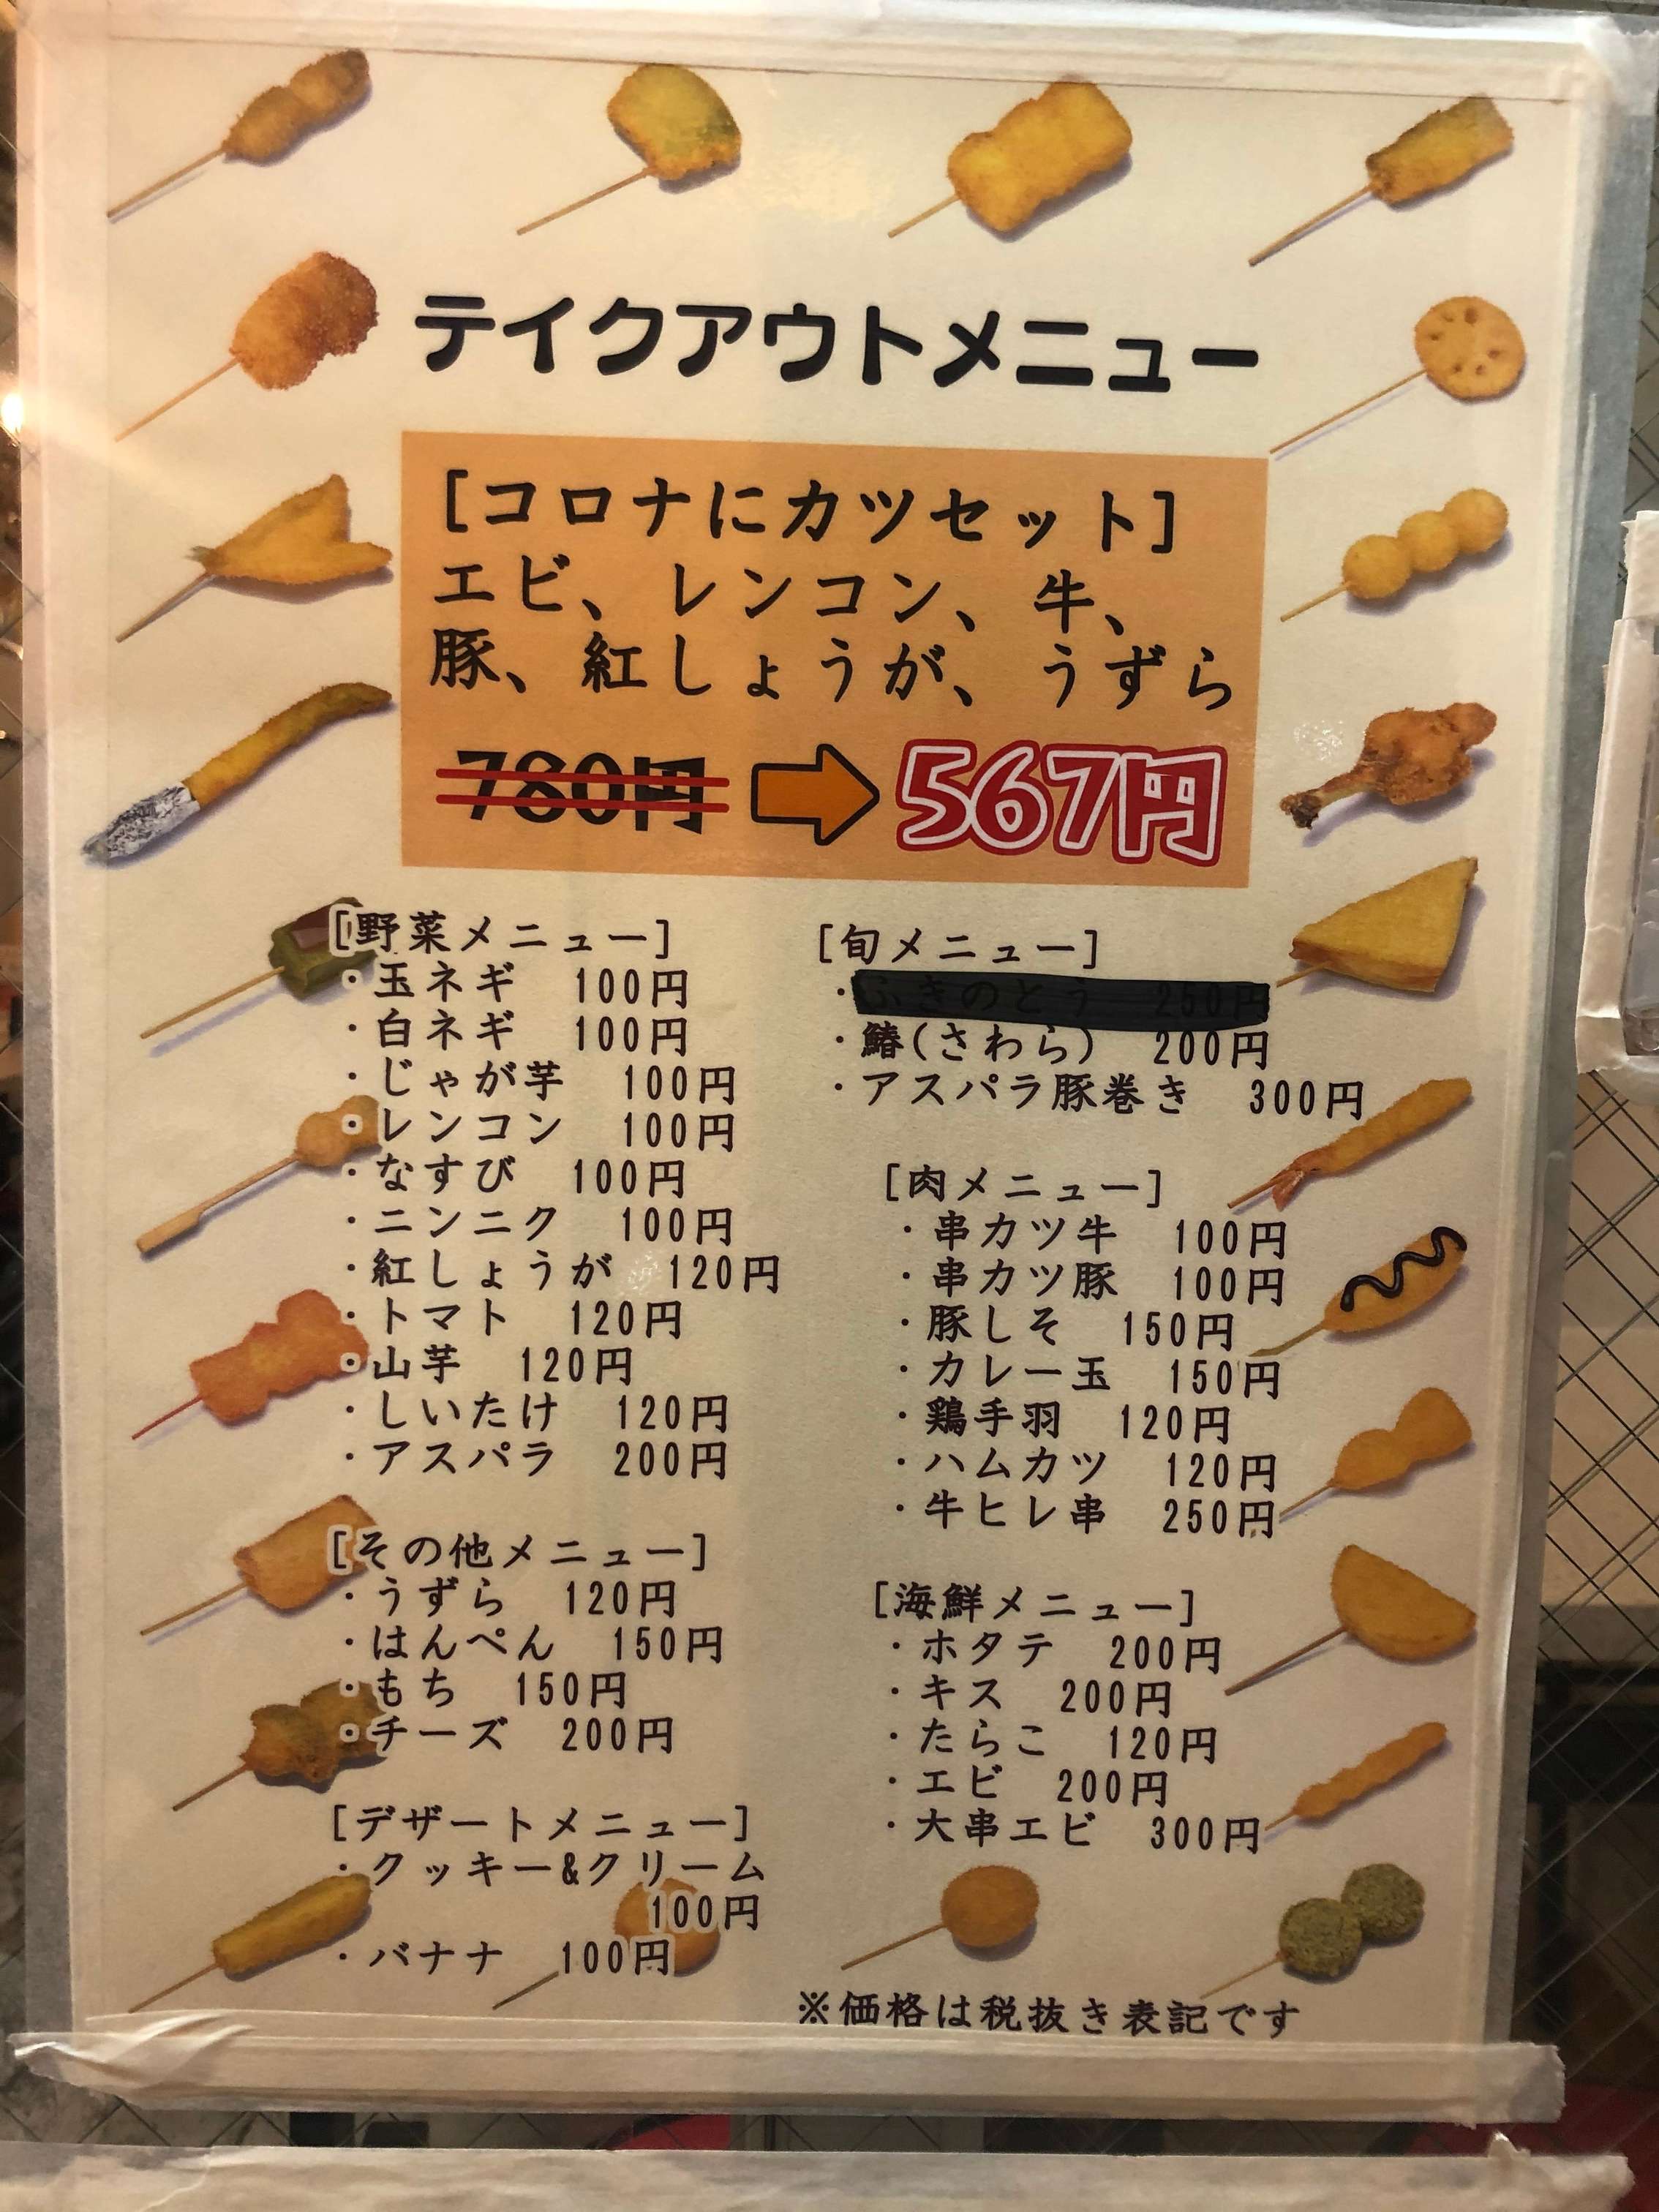 テイクアウトメニュー
[コロナにカツセット]
エビ、レンコン、牛、
豚、紅しょうが、うずら
780円 567円
[野菜メニュー]
・玉ネギ 100円
・白ネギ 100円
・じゃが芋 100円
・レンコン 100円
・なすび 100円
・ニンニク 100円
・紅しょうが 120円
・トマト 120円
・山芋 120円
・しいたけ 120円
・アスパラ 200円
[その他メニュー]
・うずら 120円
・はんぺん 150円
・もち 150円
・チーズ 200円
[デザートメニュー]
・クッキー&クリーム
100円
・バナナ 100円
[旬メニュー]
・ふきのとう 250円
・鰆(さわら) 200円
・アスパラ豚巻き 300円
[肉メニュー]
・串カツ牛 100円
・串カツ豚 100円
・豚しそ 150円
・カレー玉 150円
・鶏手羽 120円
・ハムカツ 120円
・牛ヒレ串 250円
[海鮮メニュー]
・ホタテ 200円
・キス 200円
・たらこ 120円
・エビ 200円
・大串エビ 300円
※価格は税抜き表記です